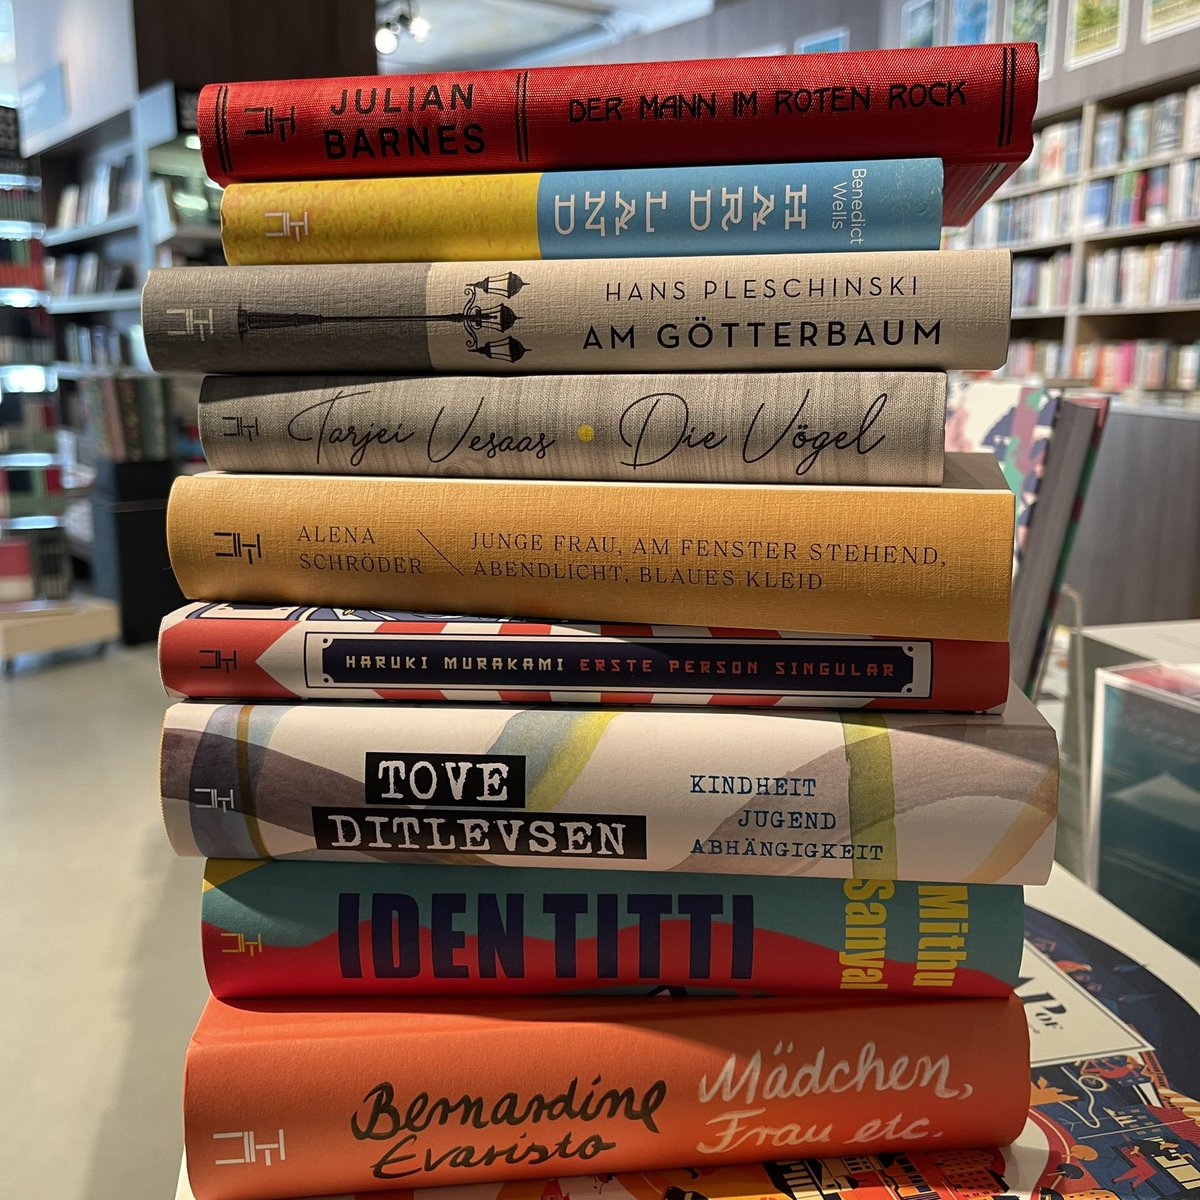 JULIAN
BARNES
DER MANN IM ROTEN ROCK
HARD
LAND
Benedict
Wells
HANS PLESCHINSKI
AM GÖTTERBAUM
Tarjei Vesaas Die Vögel
ALENA
SCHRÖDER
JUNGE FRAU, AM FENSTER STEHEND,
ABENDLICHT, BLAUES KLEID
HARUKI MURAKAMI ERSTE PERSON SINGULAR
TOVE
DITLEVSEN
KINDHEIT
JUGEND
ABHÄNGIGKEIT
IDENTITTI
Mithu
Sanyal
Bernardine
Evaristo
Mädchen,
Frau etc.